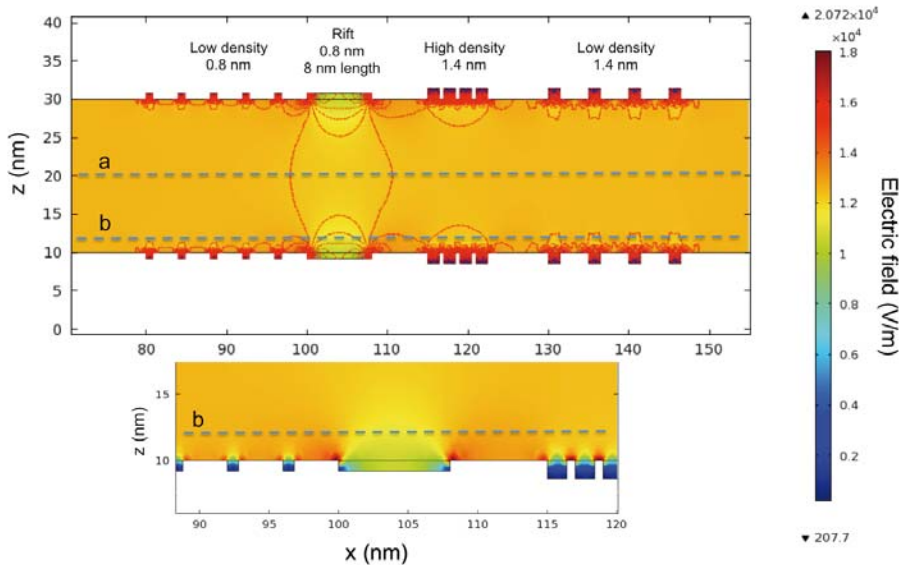 Low density
0.8 nm
Rift
0.8 nm
8 nm length
High density
1.4 nm
Low density
1.4 nm
z (nm)
40
35
30
25
20
15
10
5
0
a
b
80
90
100
110
120
130
140
150
z (nm)
15
10
b
90
95
100
105
110
115
120
x (nm)
▲ 2.072×10⁴
×10⁴
1.8
1.6
1.4
1.2
1
0.8
0.6
0.4
0.2
▼ 207.7
Electric field (V/m)